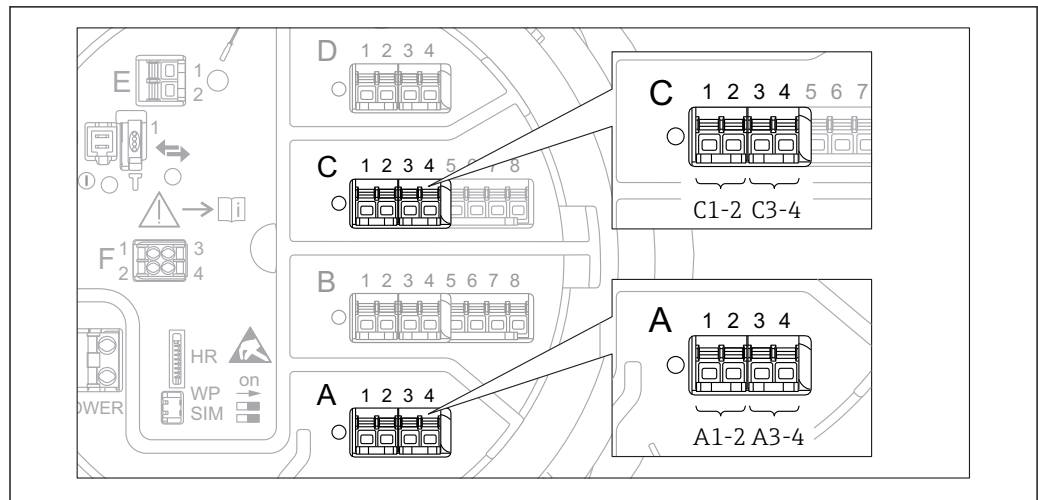 D 1 2 3 4
E 1
2
1
C 1 2 3 4 5 6 7 8
i
F 1 3
2 4
B 1 2 3 4 5 6 7 8
HR
WP on
SIM
OWER
A 1 2 3 4
C 1 2 3 4 5 6 7
C1-2 C3-4
A 1 2 3 4
A1-2 A3-4